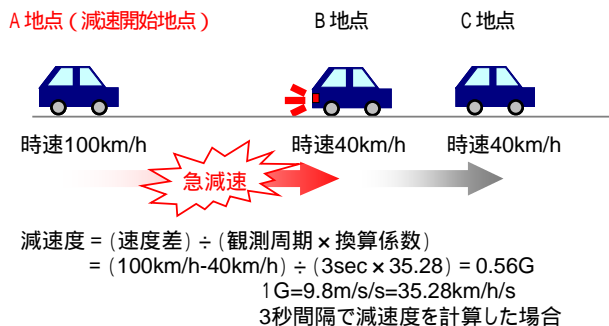 A地点(減速開始地点)
B地点
C地点
時速100km/h
時速40km/h
時速40km/h
急減速
減速度=(速度差)÷(観測周期×換算係数)
=(100km/h-40km/h)÷(3sec×35.28)=0.56G
1G=9.8m/s/s=35.28km/h/s
3秒間隔で減速度を計算した場合